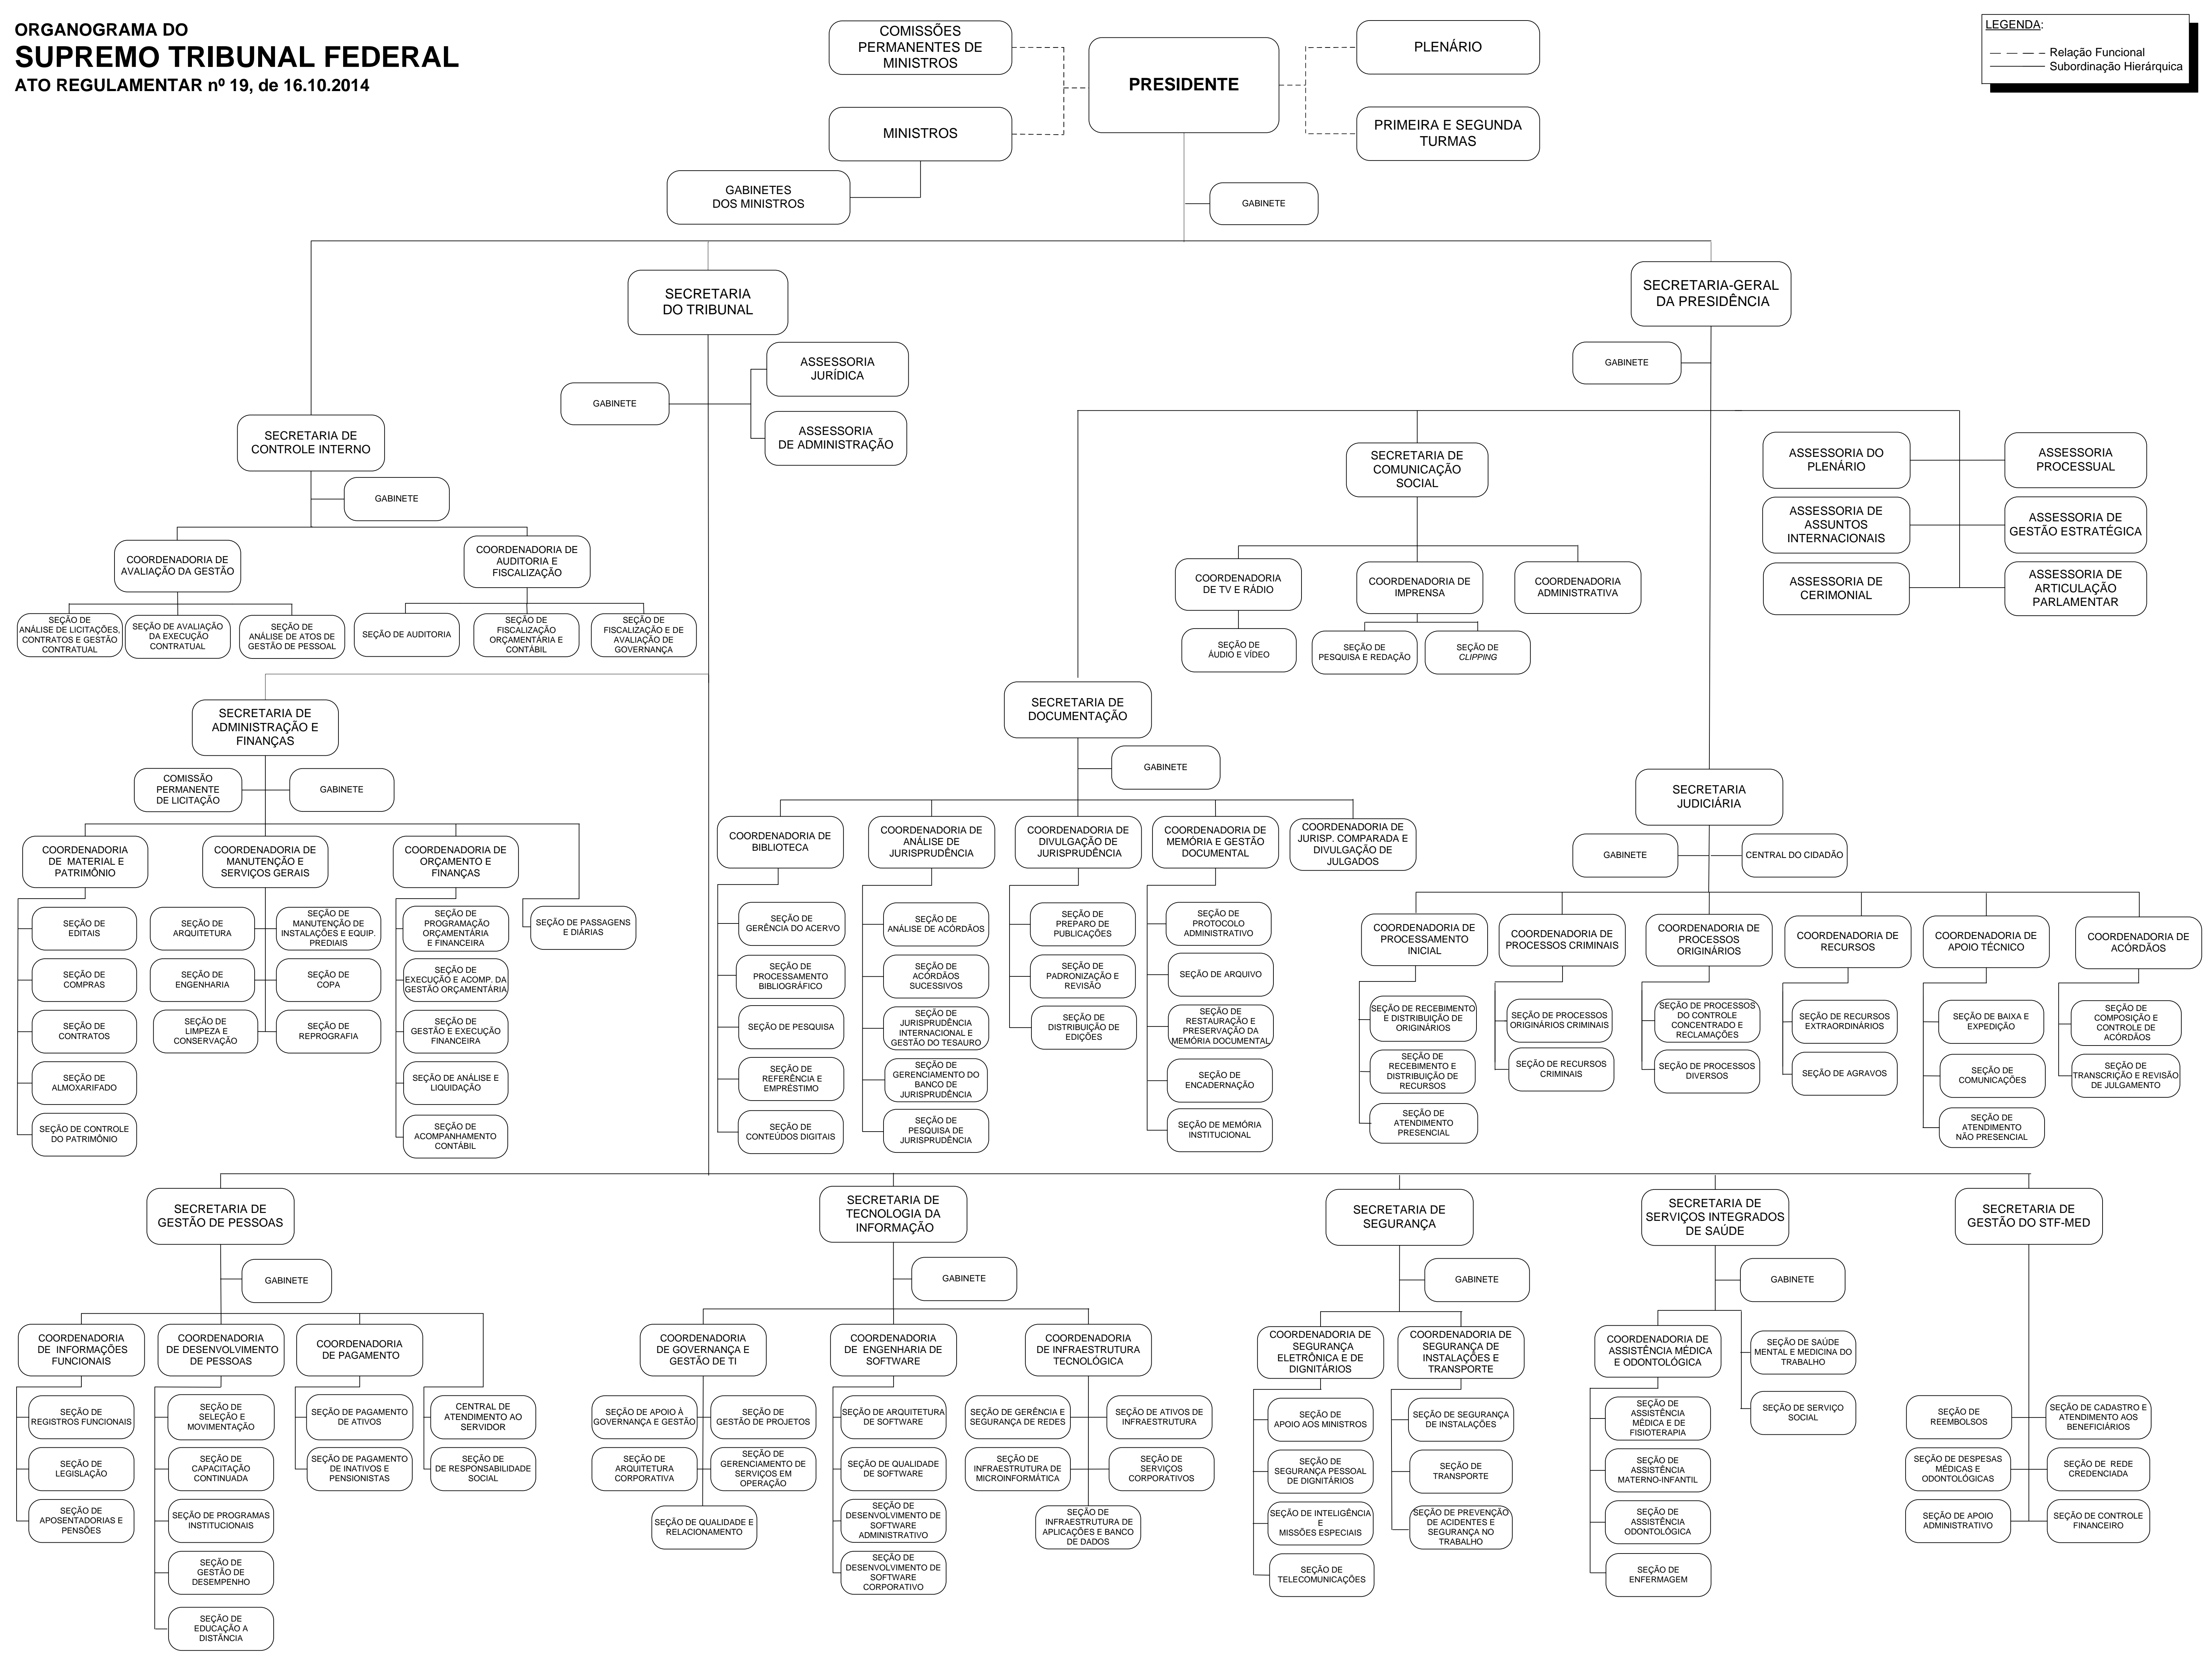 ORGANOGRAMA DO
SUPREMO TRIBUNAL FEDERAL
ATO REGULAMENTAR nº 19, de 16.10.2014
COMISSÕES
PERMANENTES DE
MINISTROS
PRESIDENTE
PLENÁRIO
LEGENDA:
Relação Funcional
Subordinação Hierárquica
MINISTROS
PRIMEIRA E SEGUNDA
TURMAS
GABINETES
DOS MINISTROS
GABINETE
SECRETARIA
DO TRIBUNAL
SECRETARIA-GERAL
DA PRESIDÊNCIA
GABINETE
ASSESSORIA
JURÍDICA
GABINETE
ASSESSORIA
DE ADMINISTRAÇÃO
SECRETARIA DE
CONTROLE INTERNO
GABINETE
COORDENADORIA DE
AVALIAÇÃO DA GESTÃO
COORDENADORIA DE
AUDITORIA E
FISCALIZAÇÃO
SEÇÃO DE
ANÁLISE DE LICITAÇÕES,
CONTRATOS E GESTÃO
CONTRATUAL
SEÇÃO DE AVALIAÇÃO
DA EXECUÇÃO
CONTRATUAL
SEÇÃO DE
ANÁLISE DE ATOS DE
GESTÃO DE PESSOAL
SEÇÃO DE AUDITORIA
SEÇÃO DE
FISCALIZAÇÃO
ORÇAMENTÁRIA E
CONTÁBIL
SEÇÃO DE
FISCALIZAÇÃO E DE
AVALIAÇÃO DE
GOVERNANÇA
SECRETARIA DE
COMUNICAÇÃO
SOCIAL
COORDENADORIA
DE TV E RÁDIO
COORDENADORIA DE
IMPRENSA
COORDENADORIA
ADMINISTRATIVA
SEÇÃO DE
ÁUDIO E VÍDEO
SEÇÃO DE
PESQUISA E REDAÇÃO
SEÇÃO DE
CLIPPING
ASSESSORIA DO
PLENÁRIO
ASSESSORIA
PROCESSUAL
ASSESSORIA DE
ASSUNTOS
INTERNACIONAIS
ASSESSORIA DE
GESTÃO ESTRATÉGICA
ASSESSORIA DE
CERIMONIAL
ASSESSORIA DE
ARTICULAÇÃO
PARLAMENTAR
SECRETARIA DE
ADMINISTRAÇÃO E
FINANÇAS
COMISSÃO
PERMANENTE
DE LICITAÇÃO
GABINETE
COORDENADORIA
DE MATERIAL E
PATRIMÔNIO
COORDENADORIA DE
MANUTENÇÃO E
SERVIÇOS GERAIS
COORDENADORIA DE
ORÇAMENTO E
FINANÇAS
SEÇÃO DE
EDITAIS
SEÇÃO DE
COMPRAS
SEÇÃO DE
CONTRATOS
SEÇÃO DE
ALMOXARIFADO
SEÇÃO DE CONTROLE
DO PATRIMÔNIO
SEÇÃO DE
ARQUITETURA
SEÇÃO DE
MANUTENÇÃO DE
INSTALAÇÕES E EQUIP.
PREDIAIS
SEÇÃO DE
ENGENHARIA
SEÇÃO DE
COPA
SEÇÃO DE
LIMPEZA E
CONSERVAÇÃO
SEÇÃO DE
REPROGRAFIA
SEÇÃO DE
PROGRAMAÇÃO
ORÇAMENTÁRIA
E FINANCEIRA
SEÇÃO DE
EXECUÇÃO E ACOMP. DA
GESTÃO ORÇAMENTÁRIA
SEÇÃO DE
GESTÃO E EXECUÇÃO
FINANCEIRA
SEÇÃO DE ANÁLISE E
LIQUIDAÇÃO
SEÇÃO DE
ACOMPANHAMENTO
CONTÁBIL
SEÇÃO DE PASSAGENS
E DIÁRIAS
SECRETARIA DE
DOCUMENTAÇÃO
GABINETE
COORDENADORIA DE
BIBLIOTECA
COORDENADORIA DE
ANÁLISE DE
JURISPRUDÊNCIA
COORDENADORIA DE
DIVULGAÇÃO DE
JURISPRUDÊNCIA
COORDENADORIA DE
MEMÓRIA E GESTÃO
DOCUMENTAL
COORDENADORIA DE
JURISP. COMPARADA E
DIVULGAÇÃO DE
JULGADOS
SEÇÃO DE
GERÊNCIA DO ACERVO
SEÇÃO DE
PROCESSAMENTO
BIBLIOGRÁFICO
SEÇÃO DE PESQUISA
SEÇÃO DE
REFERÊNCIA E
EMPRÉSTIMO
SEÇÃO DE
CONTEÚDOS DIGITAIS
SEÇÃO DE
ANÁLISE DE ACÓRDÃOS
SEÇÃO DE
ACÓRDÃOS
SUCESSIVOS
SEÇÃO DE
JURISPRUDÊNCIA
INTERNACIONAL E
GESTÃO DO TESAURO
SEÇÃO DE
GERENCIAMENTO DO
BANCO DE
JURISPRUDÊNCIA
SEÇÃO DE
PESQUISA DE
JURISPRUDÊNCIA
SEÇÃO DE
PREPARO DE
PUBLICAÇÕES
SEÇÃO DE
PADRONIZAÇÃO E
REVISÃO
SEÇÃO DE
DISTRIBUIÇÃO DE
EDIÇÕES
SEÇÃO DE
PROTOCOLO
ADMINISTRATIVO
SEÇÃO DE ARQUIVO
SEÇÃO DE
RESTAURAÇÃO E
PRESERVAÇÃO DA
MEMÓRIA DOCUMENTAL
SEÇÃO DE
ENCADERNAÇÃO
SEÇÃO DE MEMÓRIA
INSTITUCIONAL
SECRETARIA
JUDICIÁRIA
GABINETE
CENTRAL DO CIDADÃO
COORDENADORIA DE
PROCESSAMENTO
INICIAL
COORDENADORIA DE
PROCESSOS CRIMINAIS
COORDENADORIA DE
PROCESSOS
ORIGINÁRIOS
COORDENADORIA DE
RECURSOS
COORDENADORIA DE
APOIO TÉCNICO
COORDENADORIA DE
ACÓRDÃOS
SEÇÃO DE RECEBIMENTO
E DISTRIBUIÇÃO DE
ORIGINÁRIOS
SEÇÃO DE
RECEBIMENTO E
DISTRIBUIÇÃO DE
RECURSOS
SEÇÃO DE
ATENDIMENTO
PRESENCIAL
SEÇÃO DE PROCESSOS
ORIGINÁRIOS CRIMINAIS
SEÇÃO DE RECURSOS
CRIMINAIS
SEÇÃO DE PROCESSOS
DO CONTROLE
CONCENTRADO E
RECLAMAÇÕES
SEÇÃO DE PROCESSOS
DIVERSOS
SEÇÃO DE RECURSOS
EXTRAORDINÁRIOS
SEÇÃO DE AGRAVOS
SEÇÃO DE BAIXA E
EXPEDIÇÃO
SEÇÃO DE
COMUNICAÇÕES
SEÇÃO DE
ATENDIMENTO
NÃO PRESENCIAL
SEÇÃO DE
COMPOSIÇÃO E
CONTROLE DE
ACÓRDÃOS
SEÇÃO DE
TRANSCRIÇÃO E REVISÃO
DE JULGAMENTO
SECRETARIA DE
GESTÃO DE PESSOAS
GABINETE
COORDENADORIA
DE INFORMAÇÕES
FUNCIONAIS
COORDENADORIA
DE DESENVOLVIMENTO
DE PESSOAS
COORDENADORIA
DE PAGAMENTO
SEÇÃO DE
REGISTROS FUNCIONAIS
SEÇÃO DE
LEGISLAÇÃO
SEÇÃO DE
APOSENTADORIAS E
PENSÕES
SEÇÃO DE
SELEÇÃO E
MOVIMENTAÇÃO
SEÇÃO DE
CAPACITAÇÃO
CONTINUADA
SEÇÃO DE PROGRAMAS
INSTITUCIONAIS
SEÇÃO DE
GESTÃO DE
DESEMPENHO
SEÇÃO DE
EDUCAÇÃO A
DISTÂNCIA
SEÇÃO DE PAGAMENTO
DE ATIVOS
SEÇÃO DE PAGAMENTO
DE INATIVOS E
PENSIONISTAS
CENTRAL DE
ATENDIMENTO AO
SERVIDOR
SEÇÃO DE
DE RESPONSABILIDADE
SOCIAL
SECRETARIA DE
TECNOLOGIA DA
INFORMAÇÃO
GABINETE
COORDENADORIA
DE GOVERNANÇA E
GESTÃO DE TI
COORDENADORIA
DE ENGENHARIA DE
SOFTWARE
COORDENADORIA
DE INFRAESTRUTURA
TECNOLÓGICA
SEÇÃO DE APOIO À
GOVERNANÇA E GESTÃO
SEÇÃO DE
GESTÃO DE PROJETOS
SEÇÃO DE
ARQUITETURA
CORPORATIVA
SEÇÃO DE
GERENCIAMENTO DE
SERVIÇOS EM
OPERAÇÃO
SEÇÃO DE QUALIDADE E
RELACIONAMENTO
SEÇÃO DE ARQUITETURA
DE SOFTWARE
SEÇÃO DE QUALIDADE
DE SOFTWARE
SEÇÃO DE
DESENVOLVIMENTO DE
SOFTWARE
ADMINISTRATIVO
SEÇÃO DE
DESENVOLVIMENTO DE
SOFTWARE
CORPORATIVO
SEÇÃO DE GERÊNCIA E
SEGURANÇA DE REDES
SEÇÃO DE ATIVOS DE
INFRAESTRUTURA
SEÇÃO DE
INFRAESTRUTURA DE
MICROINFORMÁTICA
SEÇÃO DE
SERVIÇOS
CORPORATIVOS
SEÇÃO DE
INFRAESTRUTURA DE
APLICAÇÕES E BANCO
DE DADOS
SECRETARIA DE
SEGURANÇA
GABINETE
COORDENADORIA DE
SEGURANÇA
ELETRÔNICA E DE
DIGNITÁRIOS
COORDENADORIA DE
SEGURANÇA DE
INSTALAÇÕES E
TRANSPORTE
SEÇÃO DE
APOIO AOS MINISTROS
SEÇÃO DE
SEGURANÇA PESSOAL
DE DIGNITÁRIOS
SEÇÃO DE INTELIGÊNCIA
E
MISSÕES ESPECIAIS
SEÇÃO DE
TELECOMUNICAÇÕES
SEÇÃO DE SEGURANÇA
DE INSTALAÇÕES
SEÇÃO DE
TRANSPORTE
SEÇÃO DE PREVENÇÃO
DE ACIDENTES E
SEGURANÇA NO
TRABALHO
SECRETARIA DE
SERVIÇOS INTEGRADOS
DE SAÚDE
GABINETE
COORDENADORIA DE
ASSISTÊNCIA MÉDICA
E ODONTOLÓGICA
SEÇÃO DE SAÚDE
MENTAL E MEDICINA DO
TRABALHO
SEÇÃO DE SERVIÇO
SOCIAL
SEÇÃO DE
ASSISTÊNCIA
MÉDICA E DE
FISIOTERAPIA
SEÇÃO DE
ASSISTÊNCIA
MATERNO-INFANTIL
SEÇÃO DE
ASSISTÊNCIA
ODONTOLÓGICA
SEÇÃO DE
ENFERMAGEM
SECRETARIA DE
GESTÃO DO STF-MED
SEÇÃO DE
REEMBOLSOS
SEÇÃO DE CADASTRO E
ATENDIMENTO AOS
BENEFICIÁRIOS
SEÇÃO DE DESPESAS
MÉDICAS E
ODONTOLÓGICAS
SEÇÃO DE REDE
CREDENCIADA
SEÇÃO DE APOIO
ADMINISTRATIVO
SEÇÃO DE CONTROLE
FINANCEIRO